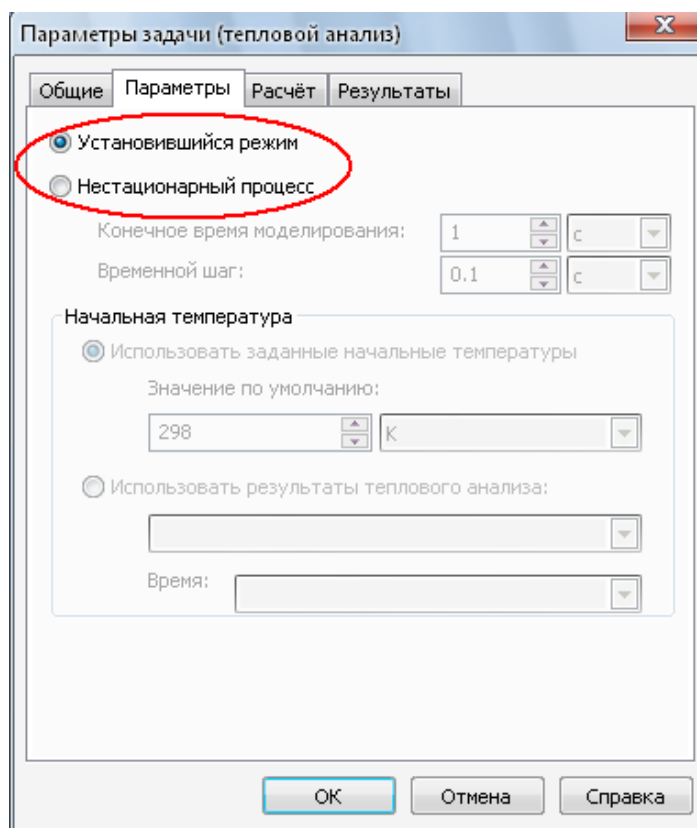 Параметры задачи (тепловой анализ)
Общие Параметры Расчёт Результаты
Установившийся режим
Нестационарный процесс
Конечное время моделирования: 1 с
Временной шаг: 0.1 с
Начальная температура
Использовать заданные начальные температуры
Значение по умолчанию:
298 K
Использовать результаты теплового анализа:
Время:
OK Отмена Справка